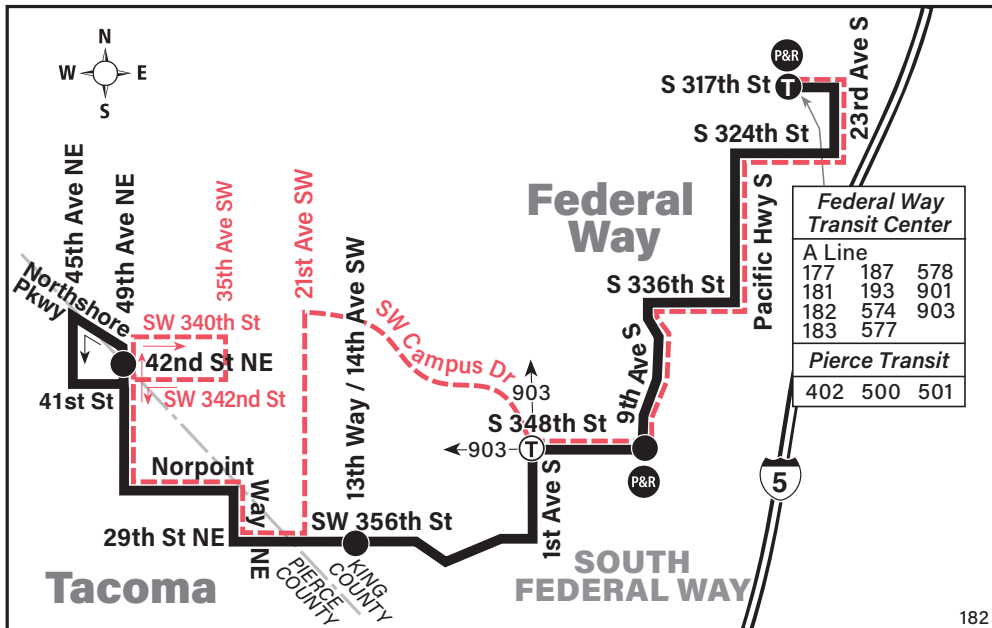 N
W E
S
P&R
S 317th St
T
23rd Ave S
S 324th St
Federal
Way
Pacific Hwy S
Federal Way
Transit Center
A Line
177 187 578
181 193 901
182 574 903
183 577
Pierce Transit
402 500 501
45th Ave NE
49th Ave NE
35th Ave SW
21st Ave SW
13th Way / 14th Ave SW
S 336th St
9th Ave S
Northshore
Pkwy
SW 340th St
42nd St NE
SW 342nd St
41st St
SW Campus Dr
903
S 348th St
903
T
P&R
5
Norpoint
Way NE
29th St NE
SW 356th St
1st Ave S
SOUTH
FEDERAL WAY
Tacoma
PIERCE
COUNTY
KING
COUNTY
182